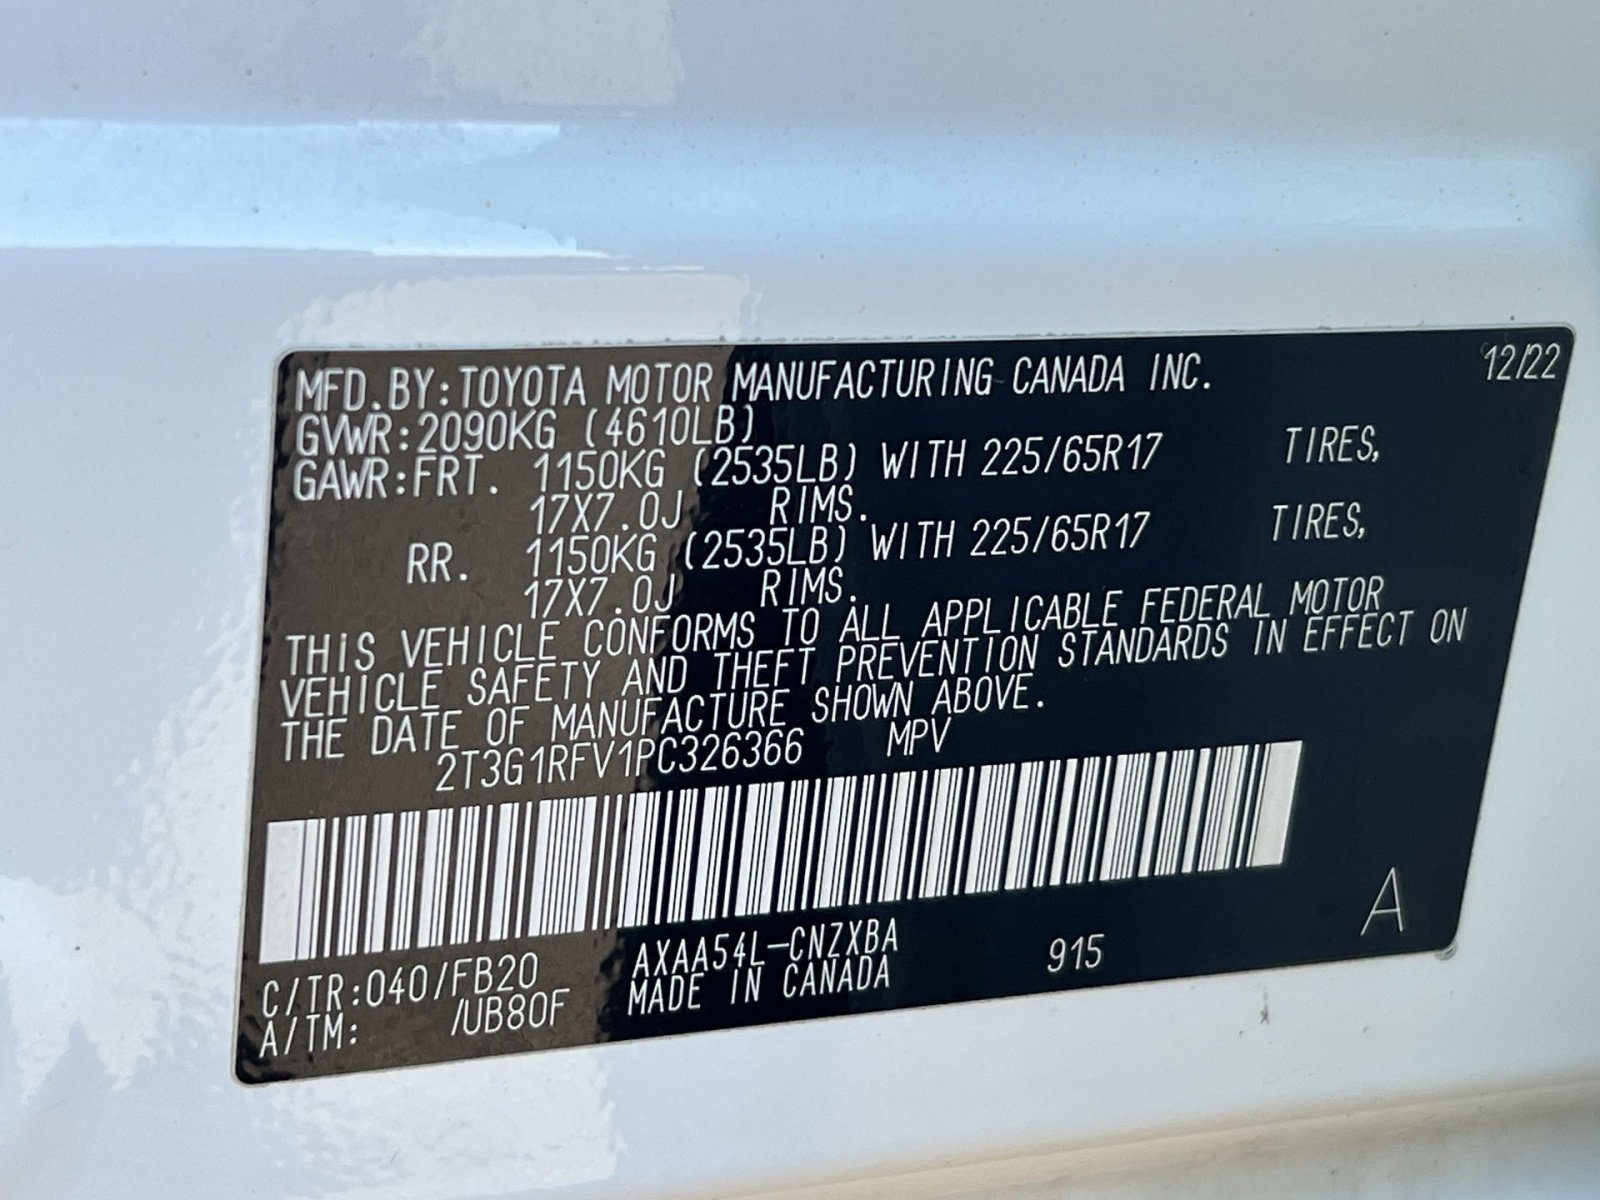 MFD.BY:TOYOTA MOTOR MANUFACTURING CANADA INC. 12/22
GVWR:2090KG (4610LB)
GAWR:FRT. 1150KG (2535LB) WITH 225/65R17 TIRES,
17X7.0J RIMS.
RR. 1150KG (2535LB) WITH 225/65R17 TIRES,
17X7.0J RIMS.
THIS VEHICLE CONFORMS TO ALL APPLICABLE FEDERAL MOTOR
VEHICLE SAFETY AND THEFT PREVENTION STANDARDS IN EFFECT ON
THE DATE OF MANUFACTURE SHOWN ABOVE.
2T3G1RFV1PC326366 MPV
A
C/TR:040/FB20 AXAA54L-CNZXBA 915
A/TM: /UB80F MADE IN CANADA